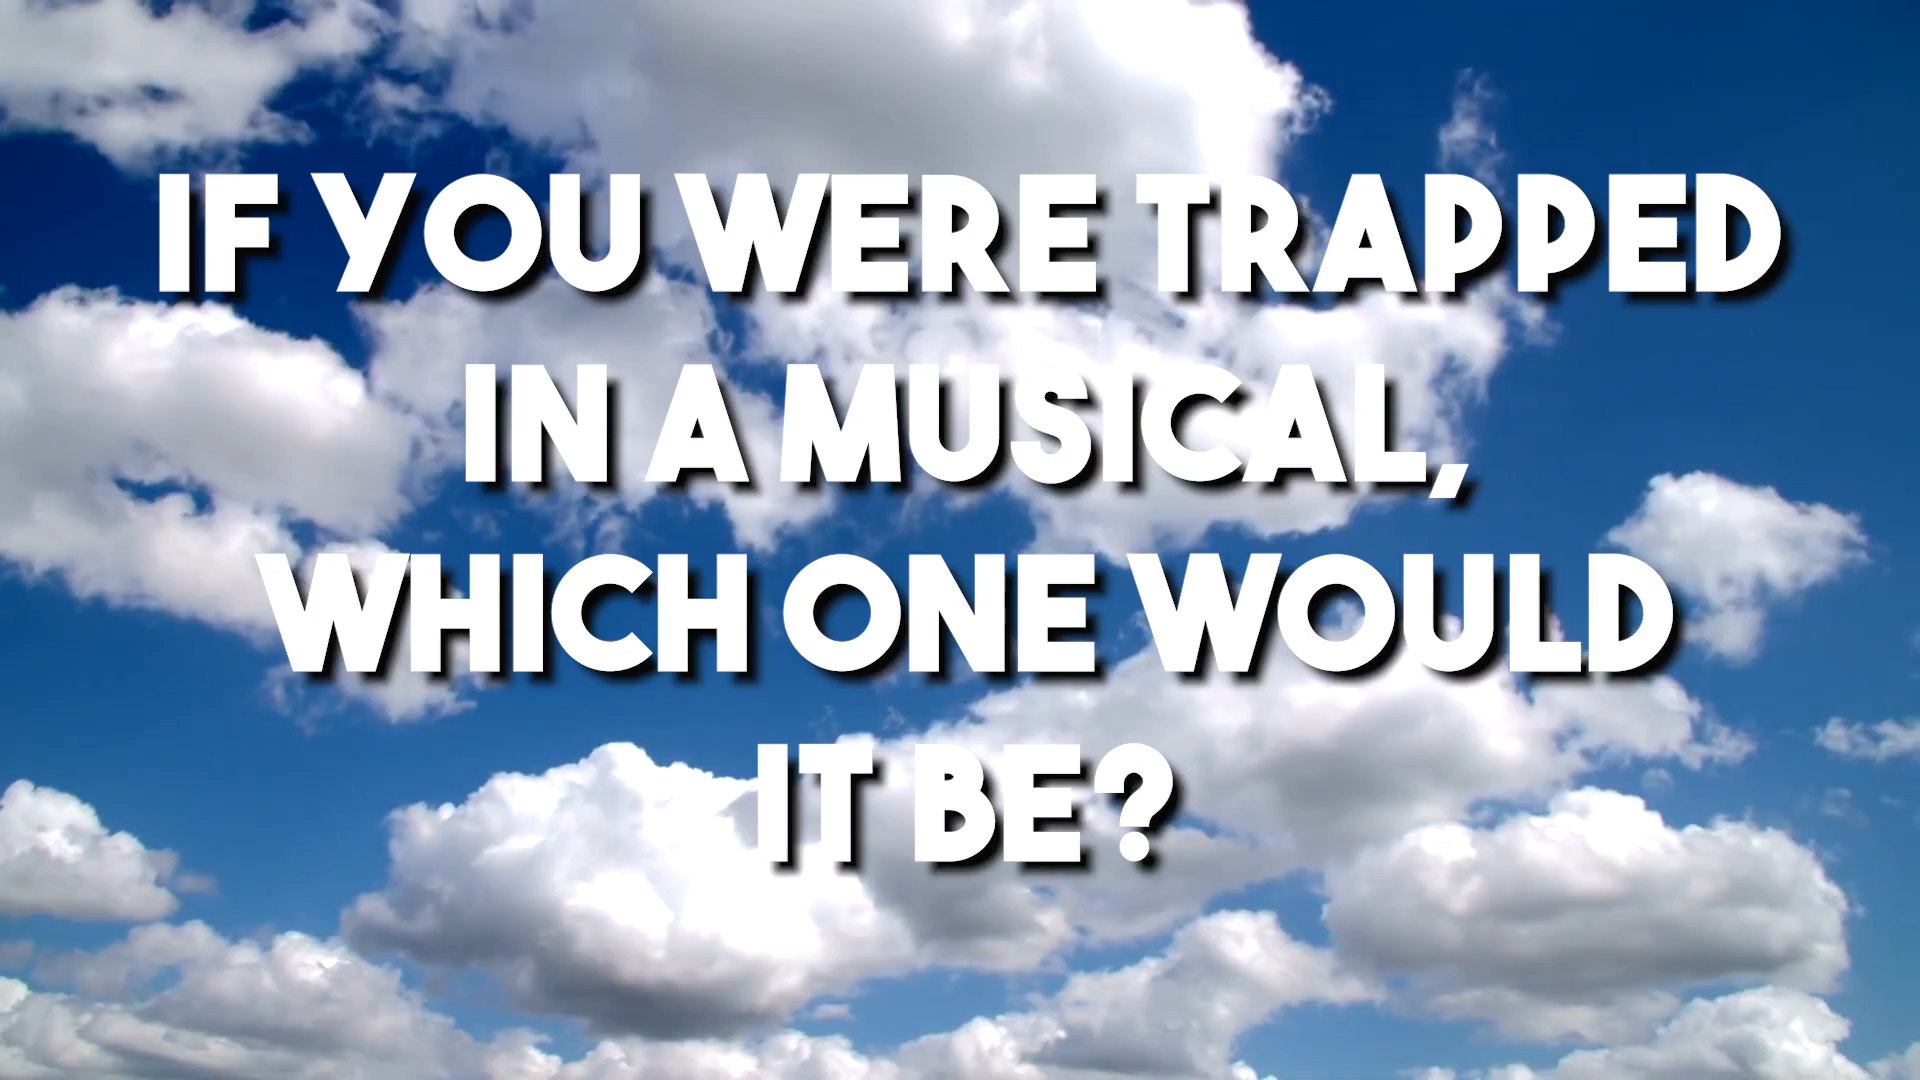 IF YOU WERE TRAPPED
IN A MUSICAL,
WHICH ONE WOULD
IT BE?